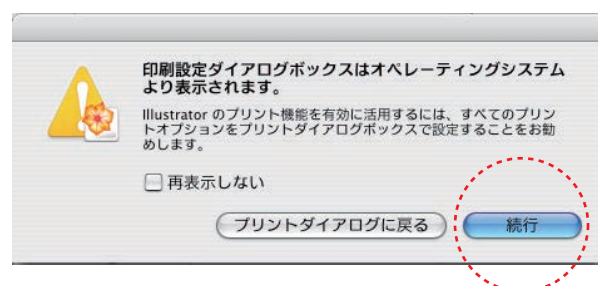 印刷設定ダイアログボックスはオペレーティングシステム
より表示されます。
Illustrator のプリント機能を有効に活用するには、すべてのプリン
トオプションをプリントダイアログボックスで設定することをお勧
めします。
再表示しない
プリントダイアログに戻る
続行